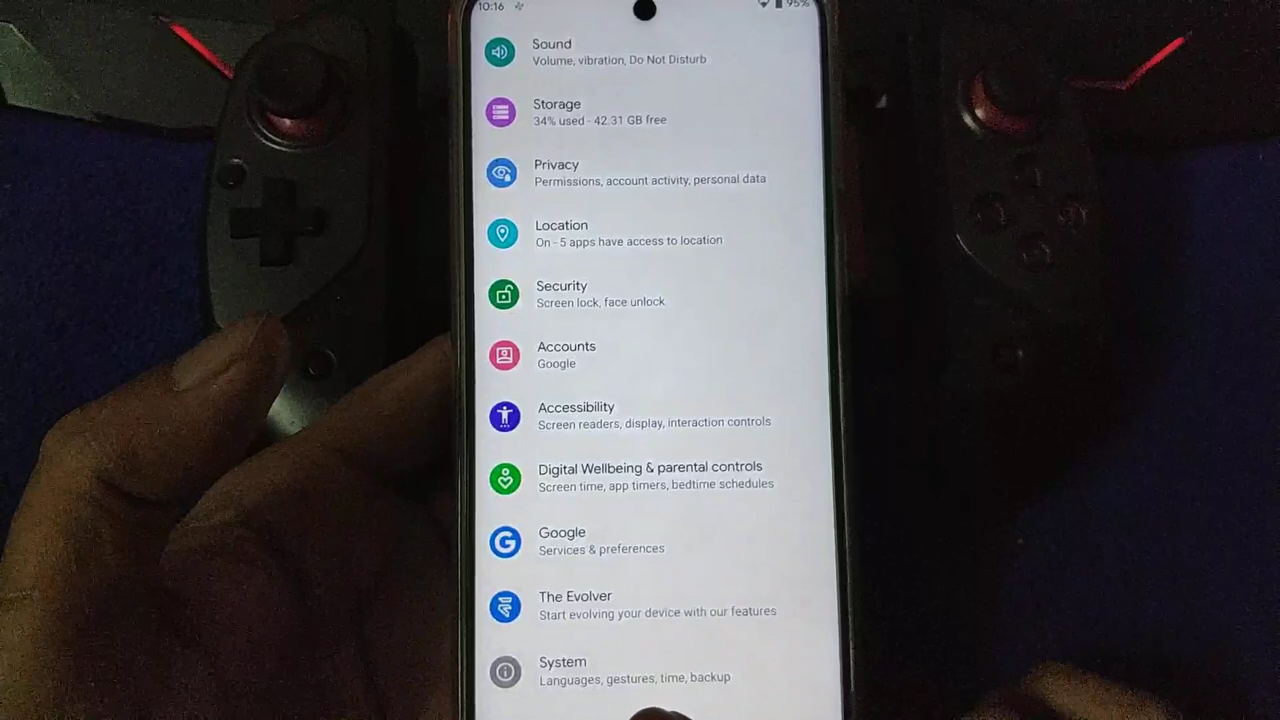 10:16
95%
Sound
Volume, vibration, Do Not Disturb
Storage
34% used - 42.31 GB free
Privacy
Permissions, account activity, personal data
Location
On - 5 apps have access to location
Security
Screen lock, face unlock
Accounts
Google
Accessibility
Screen readers, display, interaction controls
Digital Wellbeing & parental controls
Screen time, app timers, bedtime schedules
Google
Services & preferences
The Evolver
Start evolving your device with our features
System
Languages, gestures, time, backup